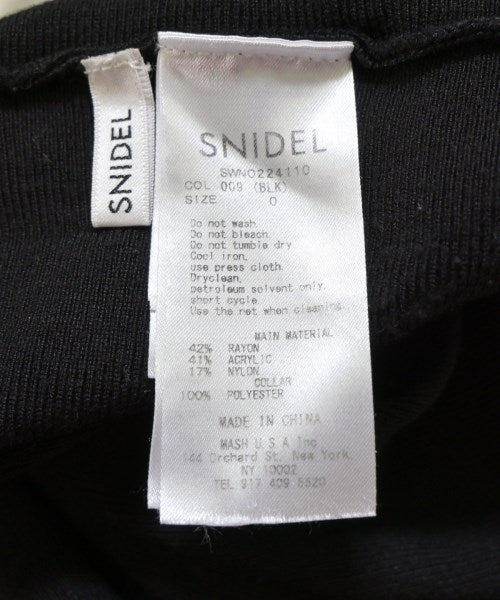 SNIDEL
SNIDEL
SWNO224110
COL 009 (BLK)
SIZE 0
Do not wash.
Do not bleach.
Do not tumble dry
Cool iron.
use press cloth.
Dryclean,
petroleum solvent only,
short cycle.
Use the net when cleaning.
MAIN MATERIAL
42% RAYON
41% ACRYLIC
17% NYLON
COLLAR
100% POLYESTER
MADE IN CHINA
MASH U S A Inc
144 Orchard St. New York,
NY 10002
TEL 917 409 5520